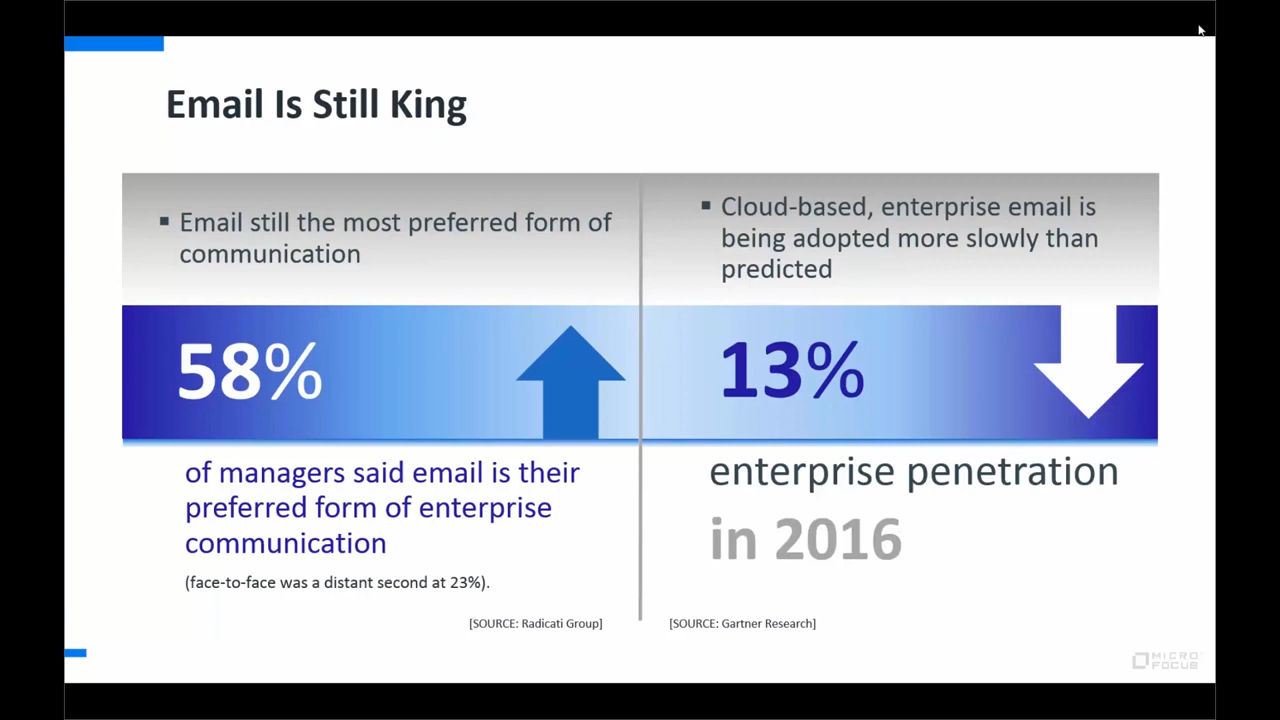 Email Is Still King
▪ Email still the most preferred form of
communication
58%
of managers said email is their
preferred form of enterprise
communication
(face-to-face was a distant second at 23%).
[SOURCE: Radicati Group]
▪ Cloud-based, enterprise email is
being adopted more slowly than
predicted
13%
enterprise penetration
in 2016
[SOURCE: Gartner Research]
MICRO
FOCUS